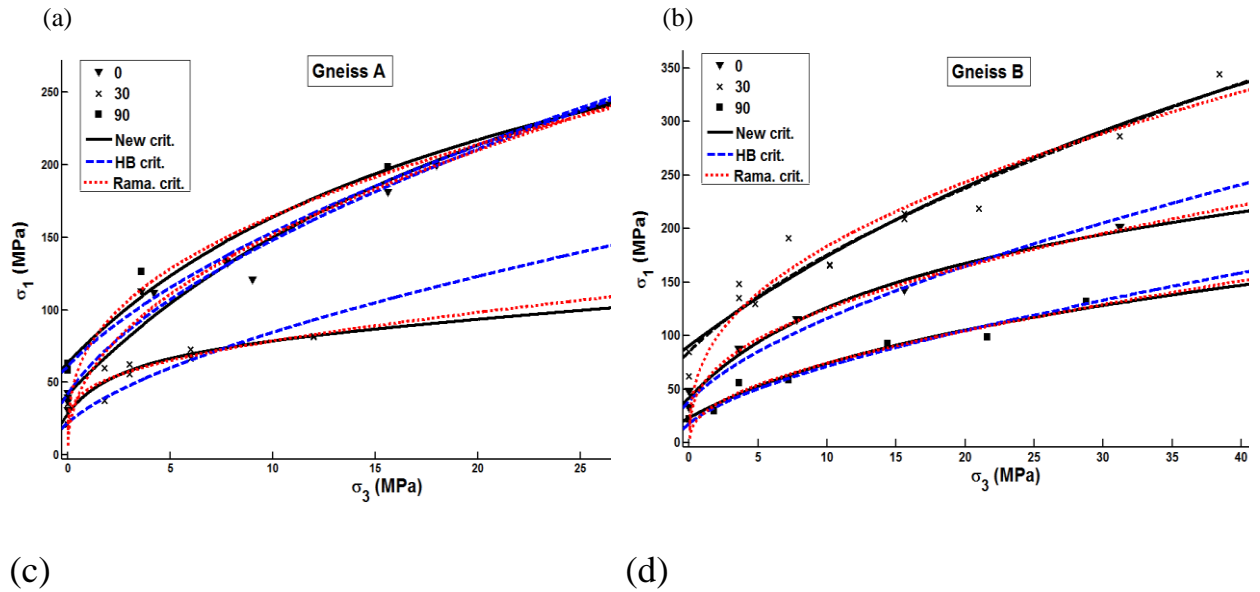 (a)
Gneiss A
0
30
90
New crit.
HB crit.
Rama. crit.
250
200
150
100
50
0
σ1 (MPa)
0 5 10 15 20 25
σ3 (MPa)
(b)
Gneiss B
0
30
90
New crit.
HB crit.
Rama. crit.
350
300
250
200
150
100
50
0
σ1 (MPa)
0 5 10 15 20 25 30 35 40
σ3 (MPa)
(c)
(d)